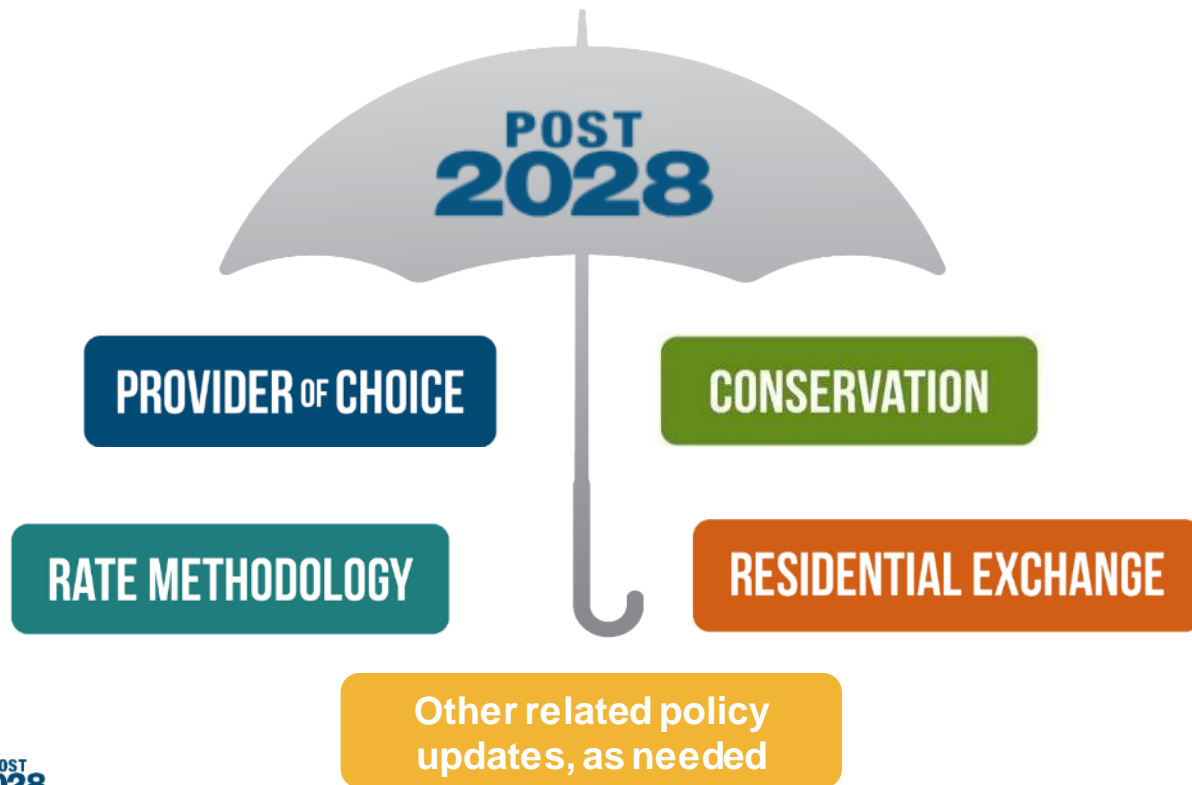 POST
2028
PROVIDER OF CHOICE
CONSERVATION
RATE METHODOLOGY
RESIDENTIAL EXCHANGE
Other related policy
updates, as needed